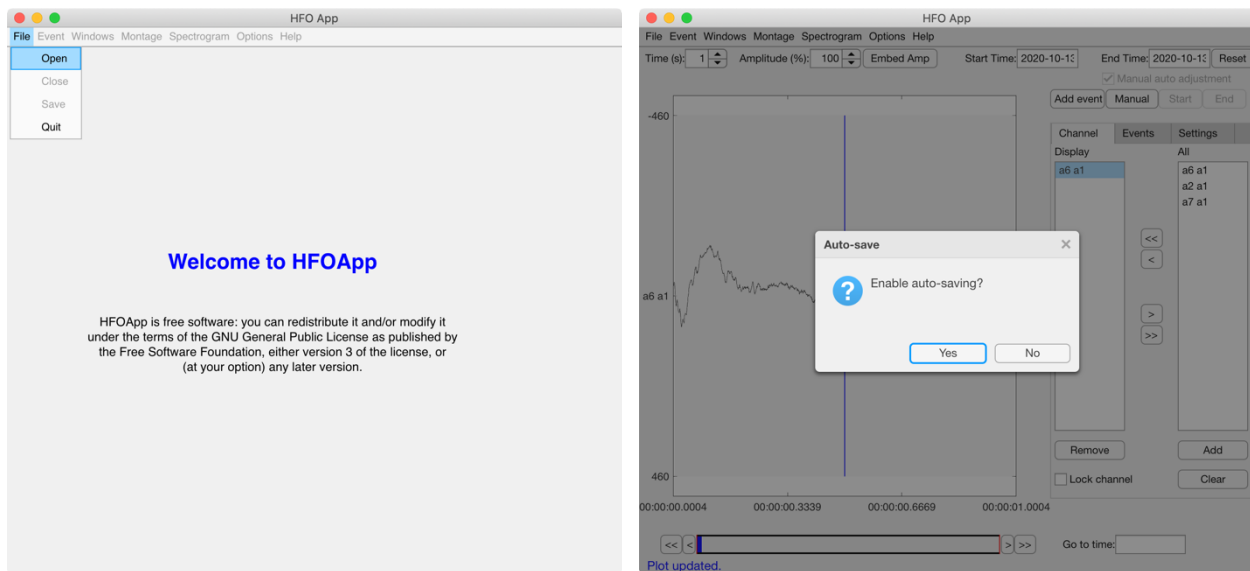 HFO App
File Event Windows Montage Spectrogram Options Help
Open
Close
Save
Quit
Welcome to HFOApp
HFOApp is free software: you can redistribute it and/or modify it
under the terms of the GNU General Public License as published by
the Free Software Foundation, either version 3 of the license, or
(at your option) any later version.
HFO App
File Event Windows Montage Spectrogram Options Help
Time (s): 1 Amplitude (%): 100 Embed Amp Start Time: 2020-10-13 End Time: 2020-10-13 Reset
Manual auto adjustment
Add event Manual Start End
-460
Channel Events Settings
Display All
a6 a1 a6 a1
a2 a1
a7 a1
Auto-save
<<
<
Enable auto-saving?
?
a6 a1
>
>>
Yes No
Remove Add
460
Lock channel Clear
00:00:00.0004 00:00:00.3339 00:00:00.6669 00:00:01.0004
<< < > >> Go to time:
Plot updated.